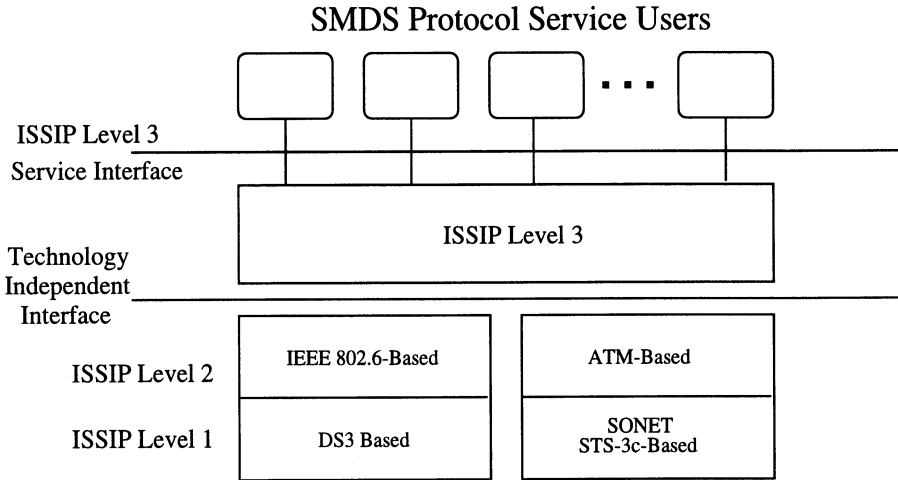 SMDS Protocol Service Users
ISSIP Level 3
Service Interface
ISSIP Level 3
Technology
Independent
Interface
IEEE 802.6-Based
ATM-Based
ISSIP Level 2
ISSIP Level 1
DS3 Based
SONET
STS-3c-Based